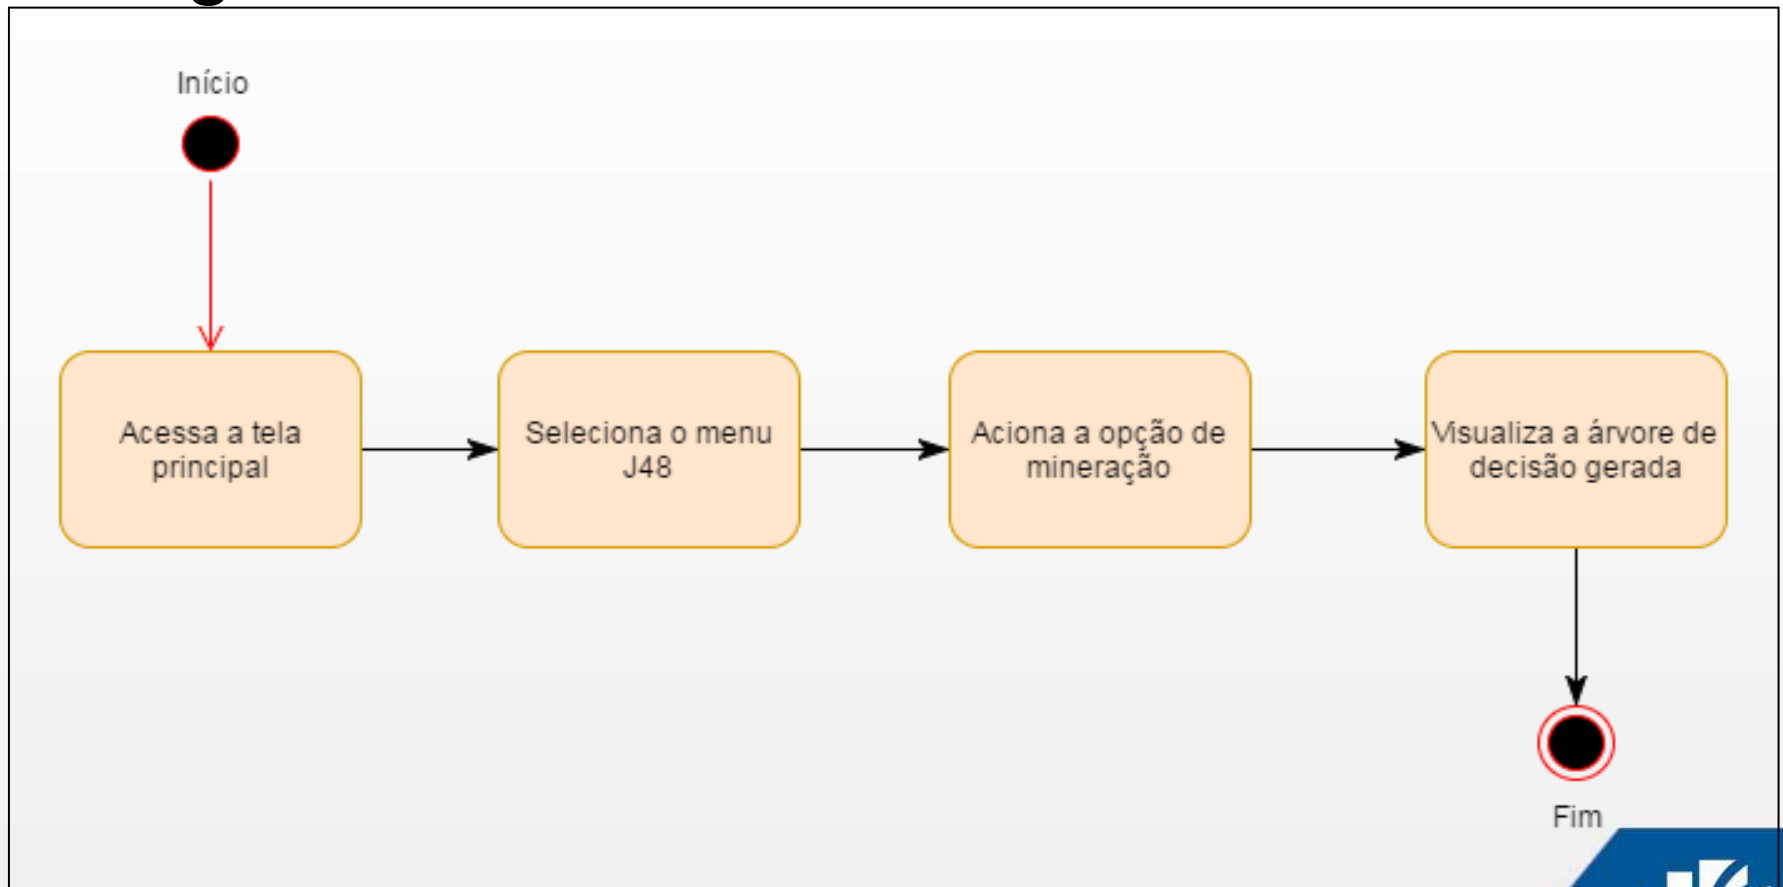 Início
Acessa a tela
principal
Seleciona o menu
J48
Aciona a opção de
mineração
Visualiza a árvore de
decisão gerada
Fim